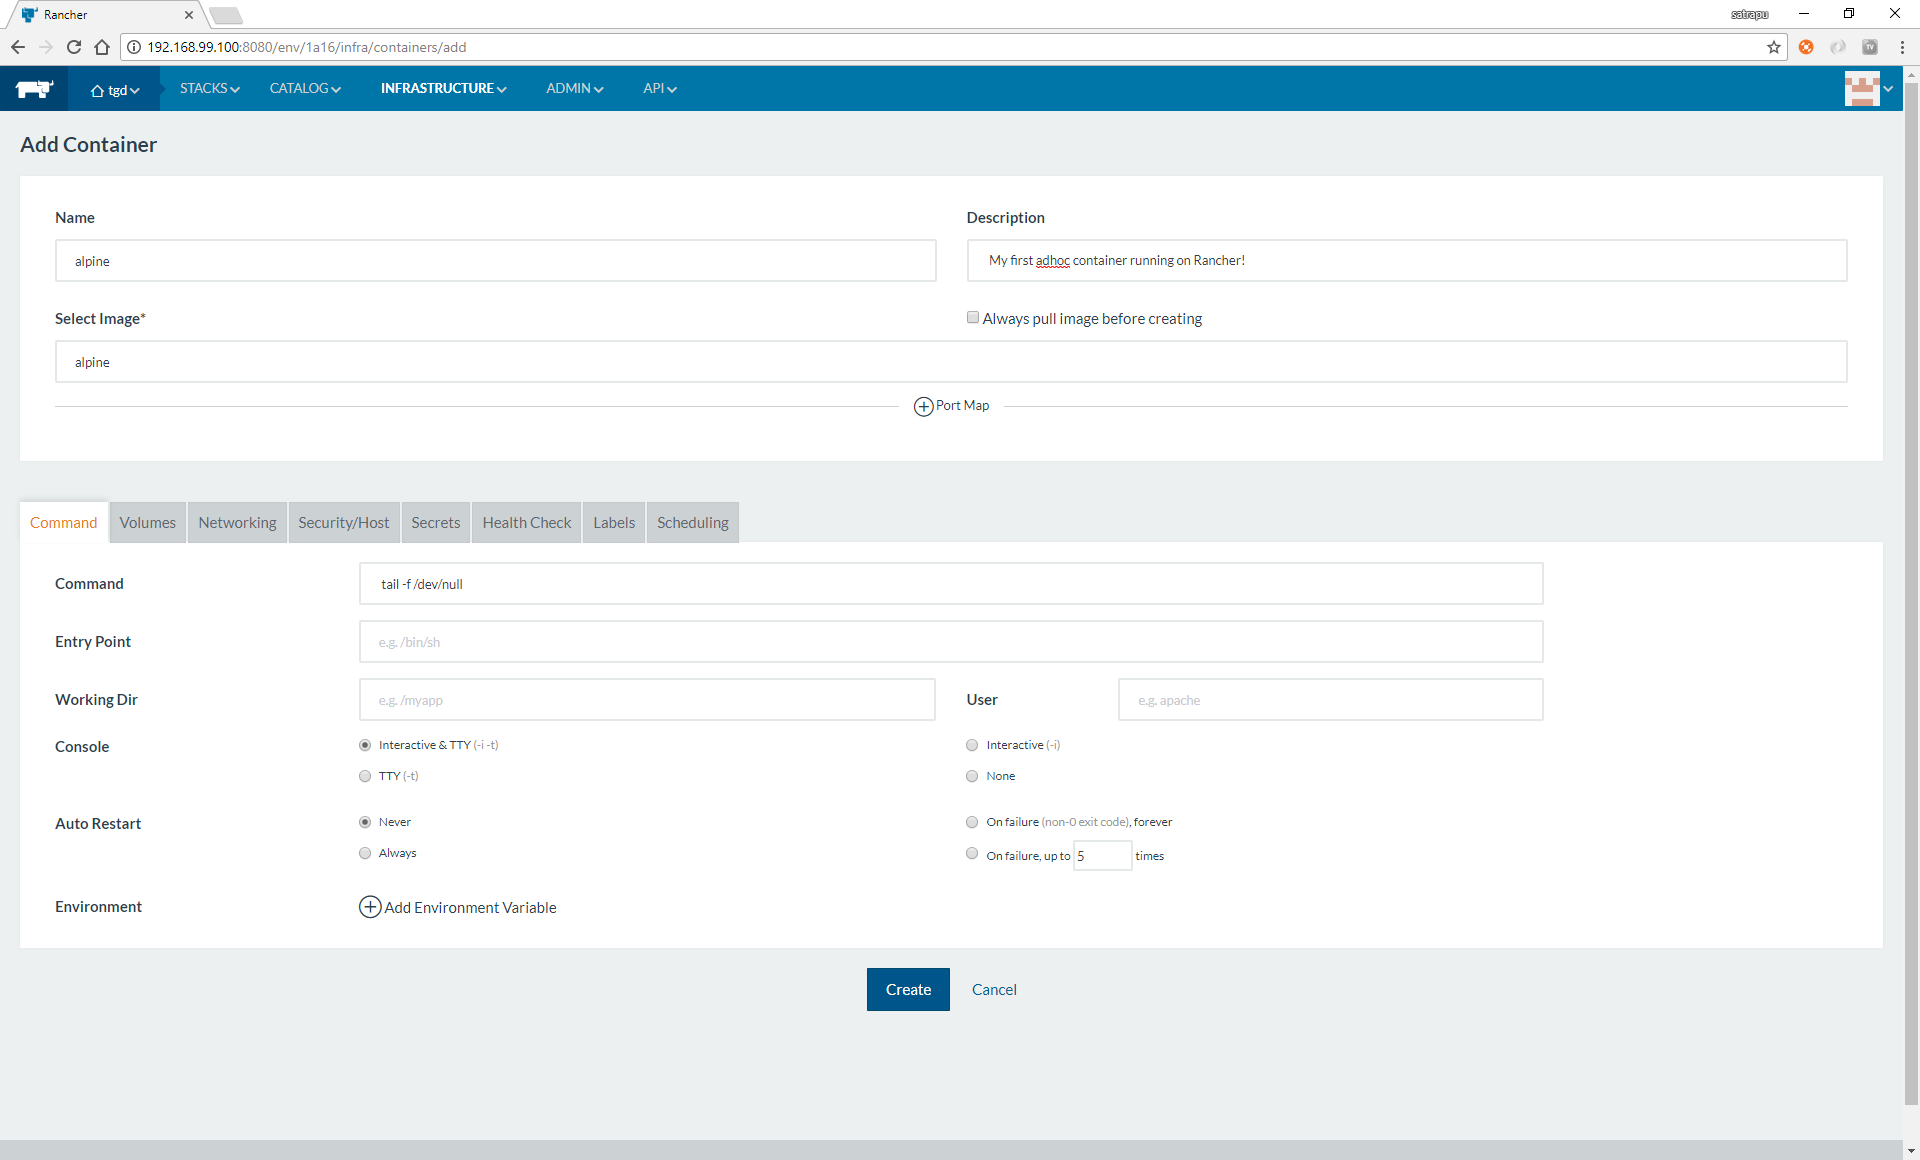 Rancher
satrapu
192.168.99.100:8080/env/1a16/infra/containers/add
TV
tgd
STACKS
CATALOG
INFRASTRUCTURE
ADMIN
API
Add Container
Name
Description
alpine
My first adhoc container running on Rancher!
Select Image*
Always pull image before creating
alpine
Port Map
Command
Volumes
Networking
Security/Host
Secrets
Health Check
Labels
Scheduling
Command
tail -f /dev/null
Entry Point
e.g. /bin/sh
Working Dir
e.g. /myapp
User
e.g. apache
Console
Interactive & TTY (-i -t)
Interactive (-i)
TTY (-t)
None
Auto Restart
Never
On failure (non-0 exit code), forever
Always
On failure, up to 5 times
Environment
Add Environment Variable
Create
Cancel